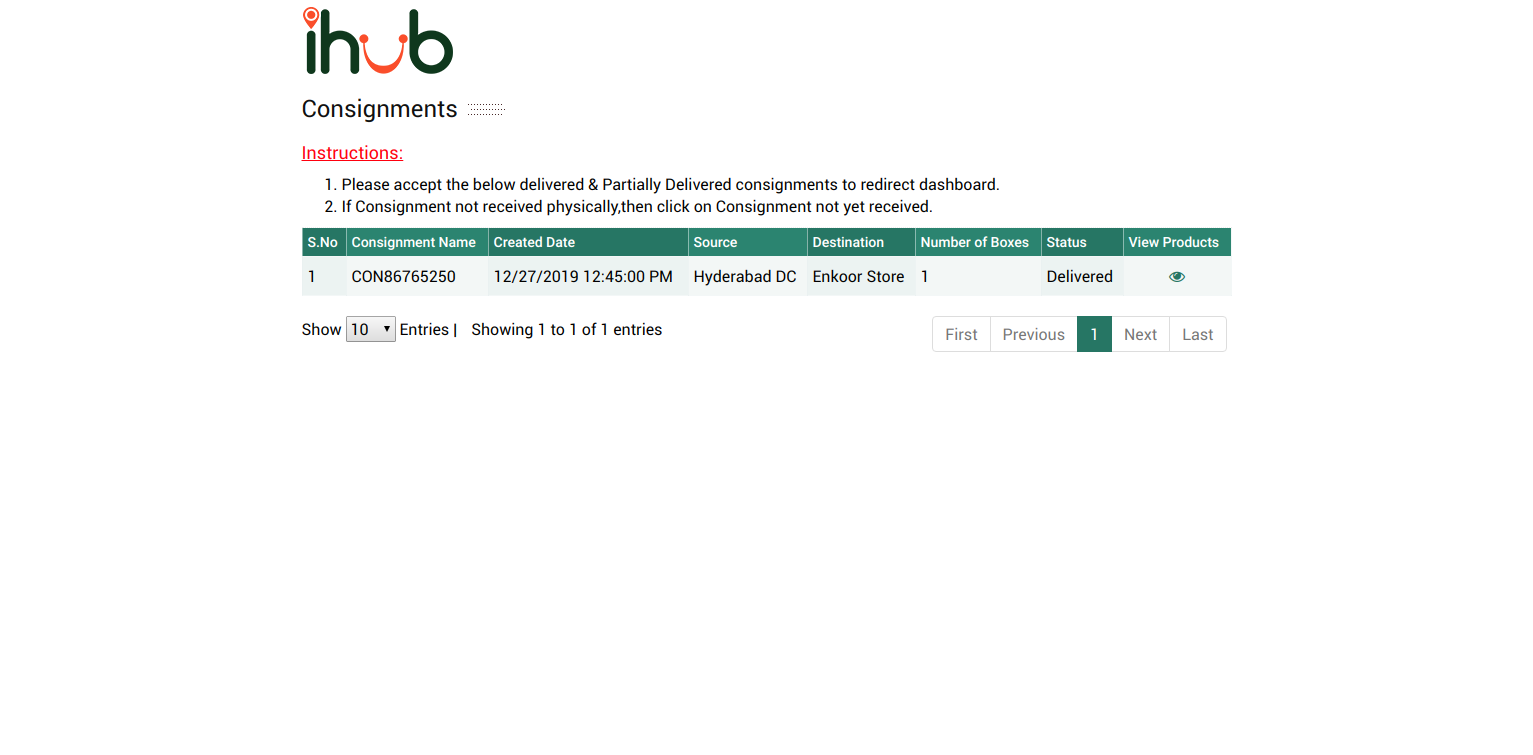 ihub
Consignments
Instructions:
1. Please accept the below delivered & Partially Delivered consignments to redirect dashboard.
2. If Consignment not received physically,then click on Consignment not yet received.
S.No Consignment Name Created Date Source Destination Number of Boxes Status View Products
1 CON86765250 12/27/2019 12:45:00 PM Hyderabad DC Enkoor Store 1 Delivered
Show 10 Entries | Showing 1 to 1 of 1 entries First Previous 1 Next Last